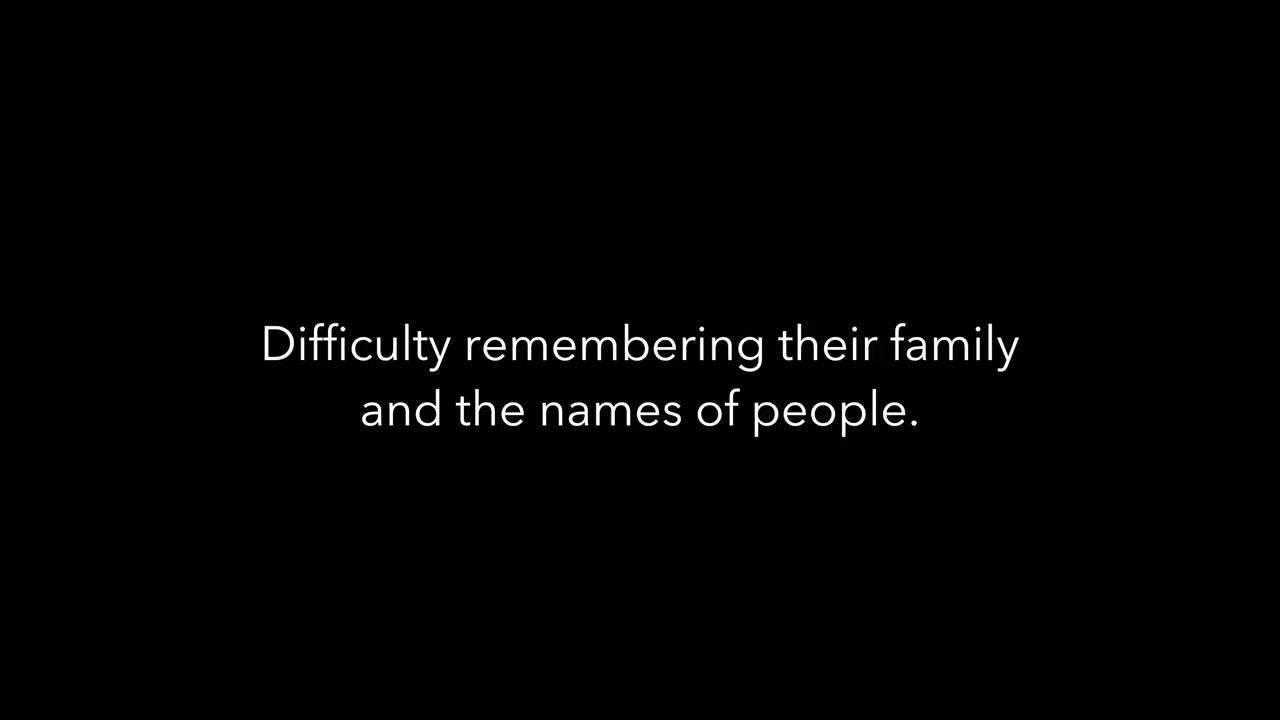 Difficulty remembering their family
and the names of people.